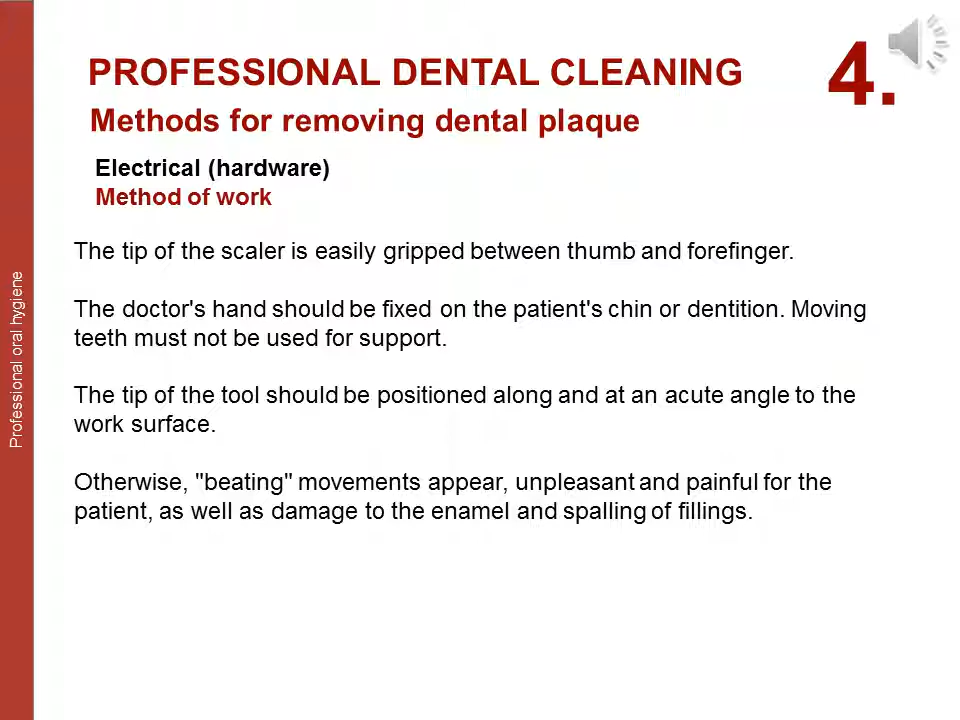 PROFESSIONAL DENTAL CLEANING
4.
Methods for removing dental plaque
Electrical (hardware)
Method of work
The tip of the scaler is easily gripped between thumb and forefinger.
The doctor's hand should be fixed on the patient's chin or dentition. Moving
teeth must not be used for support.
The tip of the tool should be positioned along and at an acute angle to the
work surface.
Otherwise, "beating" movements appear, unpleasant and painful for the
patient, as well as damage to the enamel and spalling of fillings.
Professional oral hygiene